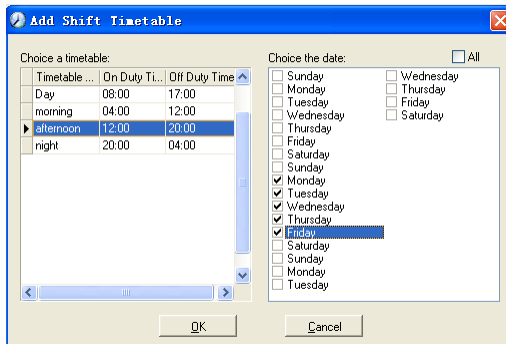 Add Shift Timetable
Choice a timetable:
Timetable ... On Duty Ti... Off Duty Time
Day 08:00 17:00
morning 04:00 12:00
afternoon 12:00 20:00
night 20:00 04:00
Choice the date:
All
Sunday
Monday
Tuesday
Wednesday
Thursday
Friday
Saturday
Sunday
Monday
Tuesday
Wednesday
Thursday
Friday
Saturday
Sunday
Monday
Tuesday
Wednesday
Thursday
Friday
Saturday
OK
Cancel